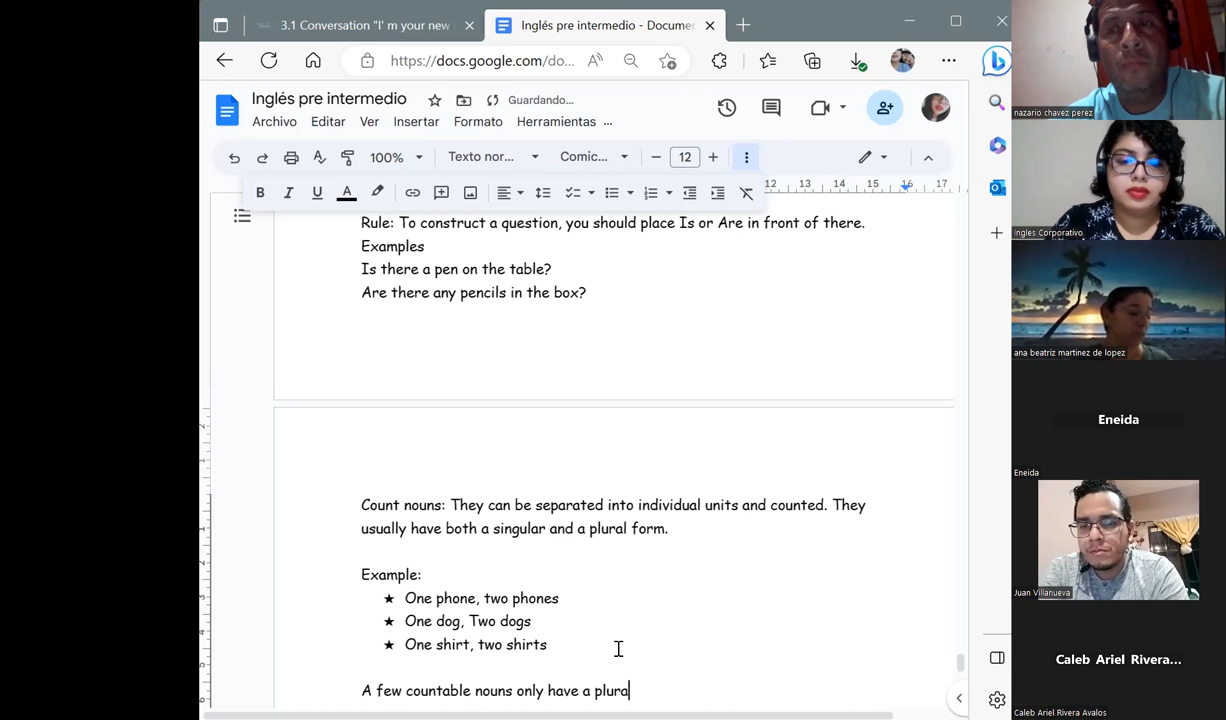 3.1 Conversation "I' m your new
Inglés pre intermedio - Documen
https://docs.google.com/do...
Inglés pre intermedio
Guardando...
Archivo Editar Ver Insertar Formato Herramientas ...
100% Texto nor... Comic... 12
12 13 14 15 16 17
Rule: To construct a question, you should place Is or Are in front of there.
Examples
Is there a pen on the table?
Are there any pencils in the box?
Count nouns: They can be separated into individual units and counted. They
usually have both a singular and a plural form.
Example:
★ One phone, two phones
★ One dog, Two dogs
★ One shirt, two shirts
A few countable nouns only have a plura
nazario chavez perez
Ingles Corporativo
ana beatriz martinez de lopez
Eneida
Eneida
Juan Villanueva
Caleb Ariel Rivera...
Caleb Ariel Rivera Avalos